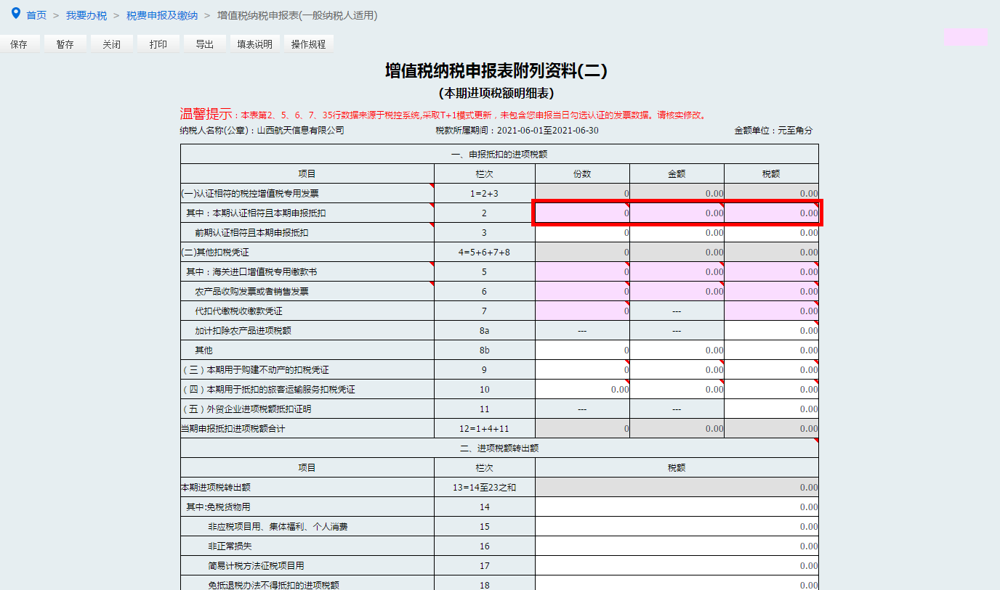 首页 > 我要办税 > 税费申报及缴纳 > 增值税纳税申报表(一般纳税人适用)
保存 暂存 关闭 打印 导出 填表说明 操作规程
增值税纳税申报表附列资料(二)
(本期进项税额明细表)
温馨提示：本表第2、5、6、7、35行数据来源于税控系统,采取T+1模式更新，未包含您申报当日勾选认证的发票数据。请核实修改。
纳税人名称(公章)：山西航天信息有限公司 税款所属期间：2021-06-01至2021-06-30 金额单位：元至角分
一、申报抵扣的进项税额
项目 栏次 份数 金额 税额
(一)认证相符的税控增值税专用发票 1=2+3 0 0.00 0.00
其中：本期认证相符且本期申报抵扣 2 0 0.00 0.00
前期认证相符且本期申报抵扣 3 0 0.00 0.00
(二)其他扣税凭证 4=5+6+7+8 0 0.00 0.00
其中：海关进口增值税专用缴款书 5 0 0.00 0.00
农产品收购发票或者销售发票 6 0 0.00 0.00
代扣代缴税收缴款凭证 7 0 --- 0.00
加计扣除农产品进项税额 8a --- --- 0.00
其他 8b 0 0.00 0.00
（三）本期用于购建不动产的扣税凭证 9 0 0.00 0.00
（四）本期用于抵扣的旅客运输服务扣税凭证 10 0.00 0.00 0.00
（五）外贸企业进项税额抵扣证明 11 --- --- 0.00
当期申报抵扣进项税额合计 12=1+4+11 0 0.00 0.00
二、进项税额转出额
项目 栏次 税额
本期进项税转出额 13=14至23之和 0.00
其中:免税货物用 14 0.00
非应税项目用、集体福利、个人消费 15 0.00
非正常损失 16 0.00
简易计税方法征税项目用 17 0.00
免抵退税办法不得抵扣的进项税额 18 0.00